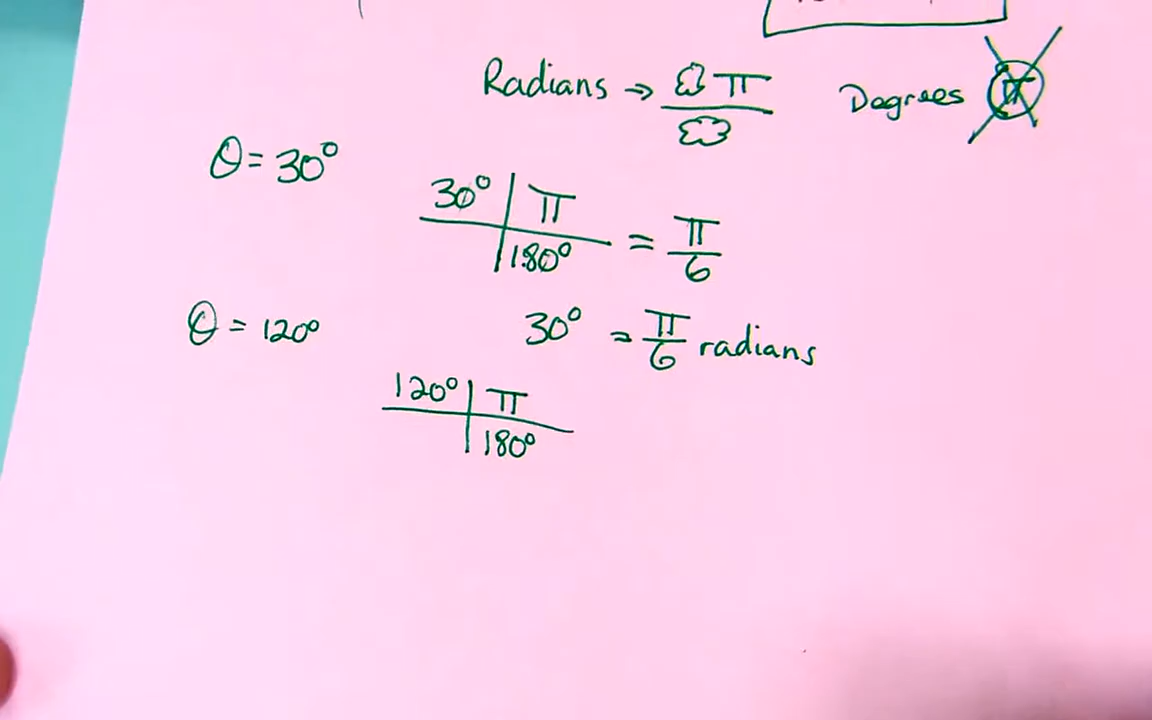 Radians → π
Degrees π
θ = 30°
30° | π
180° = π/6
θ = 120°
30° = π/6 radians
120° | π
180°